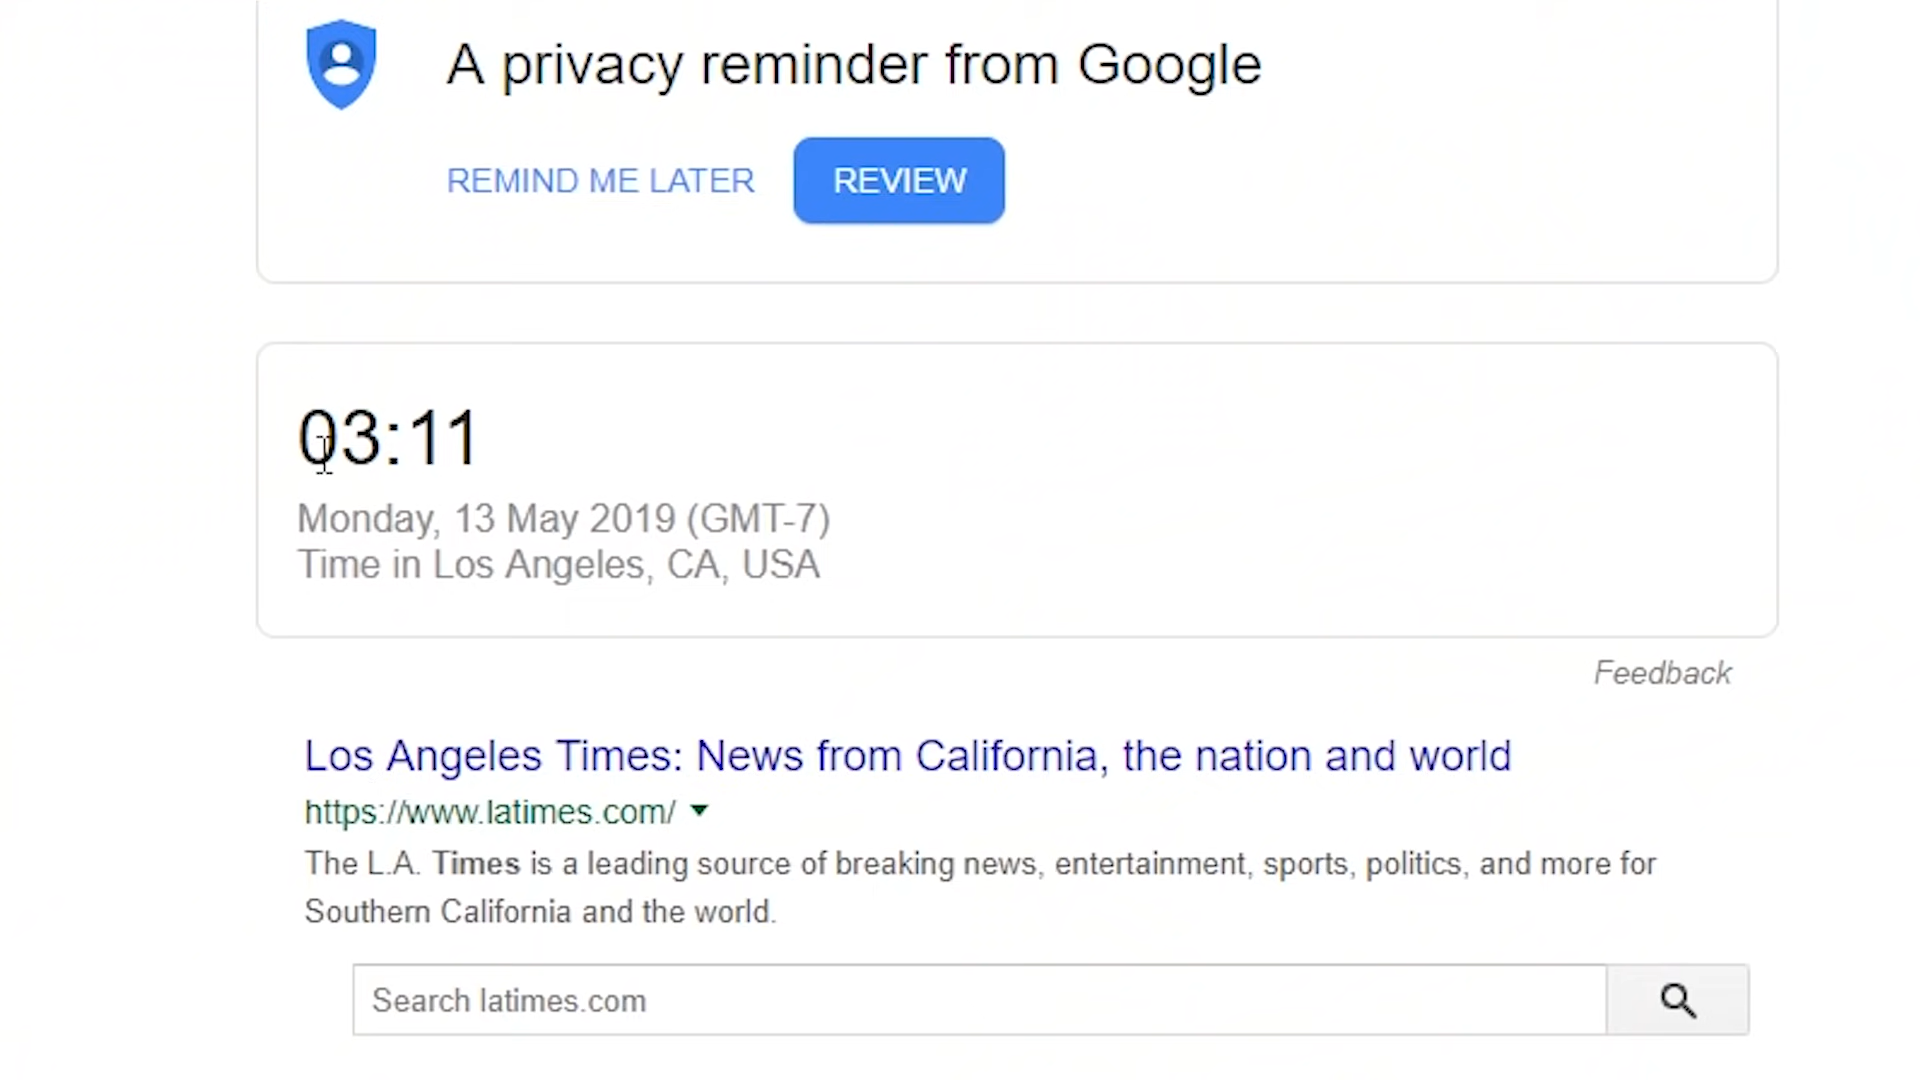 A privacy reminder from Google
REMIND ME LATER
REVIEW
03:11
Monday, 13 May 2019 (GMT-7)
Time in Los Angeles, CA, USA
Feedback
Los Angeles Times: News from California, the nation and world
https://www.latimes.com/
The L.A. Times is a leading source of breaking news, entertainment, sports, politics, and more for
Southern California and the world.
Search latimes.com